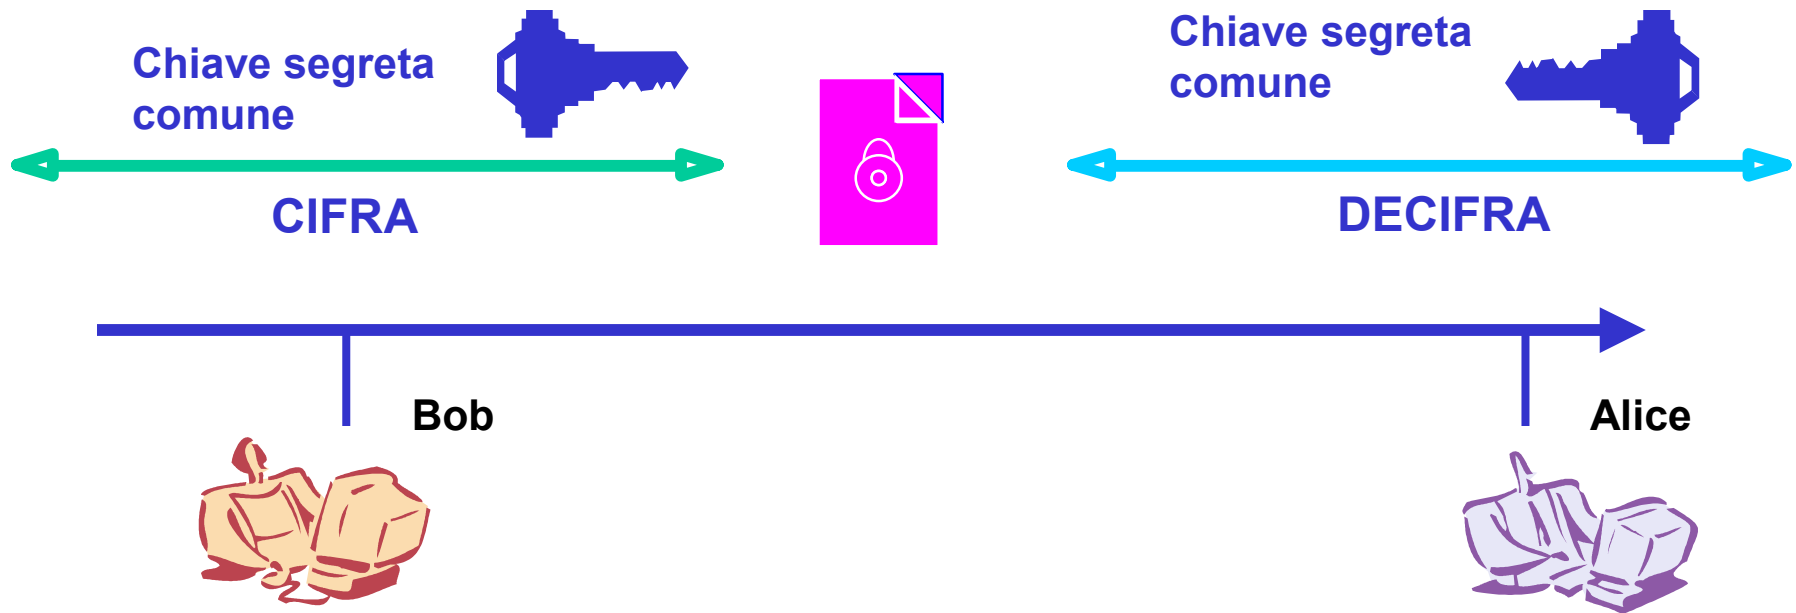 Chiave segreta
comune
CIFRA
Chiave segreta
comune
DECIFRA
Bob
Alice